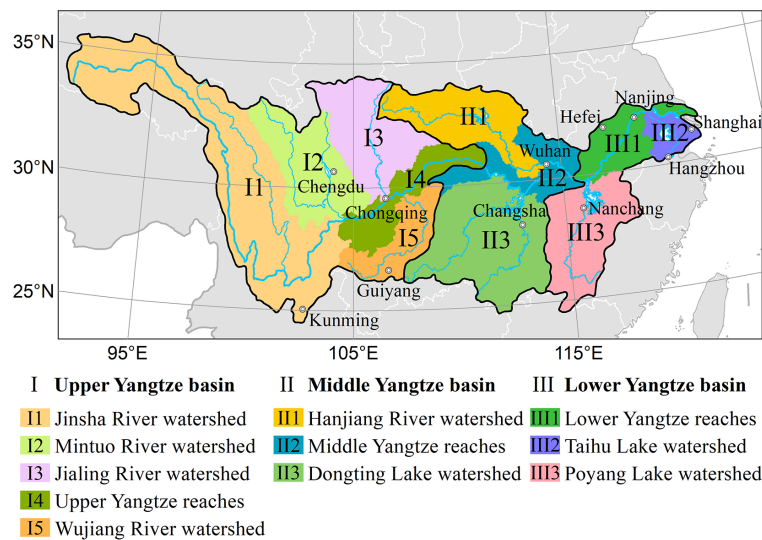 35°N
30°N
25°N
I1
I2
I3
I4
I5
II1
II2
II3
III1
III2
III3
Nanjing
Hefei
Shanghai
Wuhan
Hangzhou
Chengdu
Chongqing
Changsha
Nanchang
Guiyang
Kunming
95°E
105°E
115°E
I Upper Yangtze basin
I1 Jinsha River watershed
I2 Mintuo River watershed
I3 Jialing River watershed
I4 Upper Yangtze reaches
I5 Wujiang River watershed
II Middle Yangtze basin
II1 Hanjiang River watershed
II2 Middle Yangtze reaches
II3 Dongting Lake watershed
III Lower Yangtze basin
III1 Lower Yangtze reaches
III2 Taihu Lake watershed
III3 Poyang Lake watershed